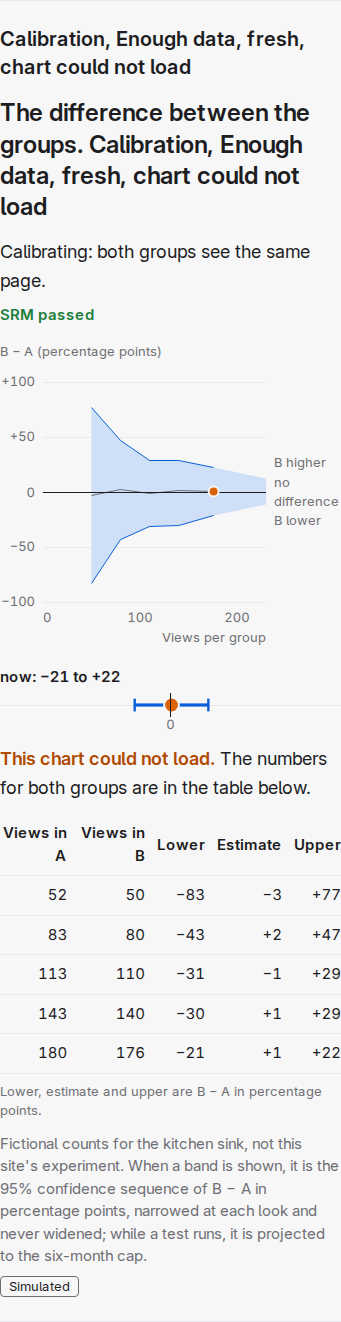 Calibration, Enough data, fresh,
chart could not load
The difference between the
groups. Calibration, Enough
data, fresh, chart could not
load
Calibrating: both groups see the same
page.
SRM passed
B − A (percentage points)
+100
+50
0
−50
−100
B higher
no
difference
B lower
0 100 200
Views per group
now: −21 to +22
0
This chart could not load. The numbers
for both groups are in the table below.
Views in A Views in B Lower Estimate Upper
52 50 −83 −3 +77
83 80 −43 +2 +47
113 110 −31 −1 +29
143 140 −30 +1 +29
180 176 −21 +1 +22
Lower, estimate and upper are B − A in percentage
points.
Fictional counts for the kitchen sink, not this
site's experiment. When a band is shown, it is the
95% confidence sequence of B − A in
percentage points, narrowed at each look and
never widened; while a test runs, it is projected
to the six-month cap.
Simulated